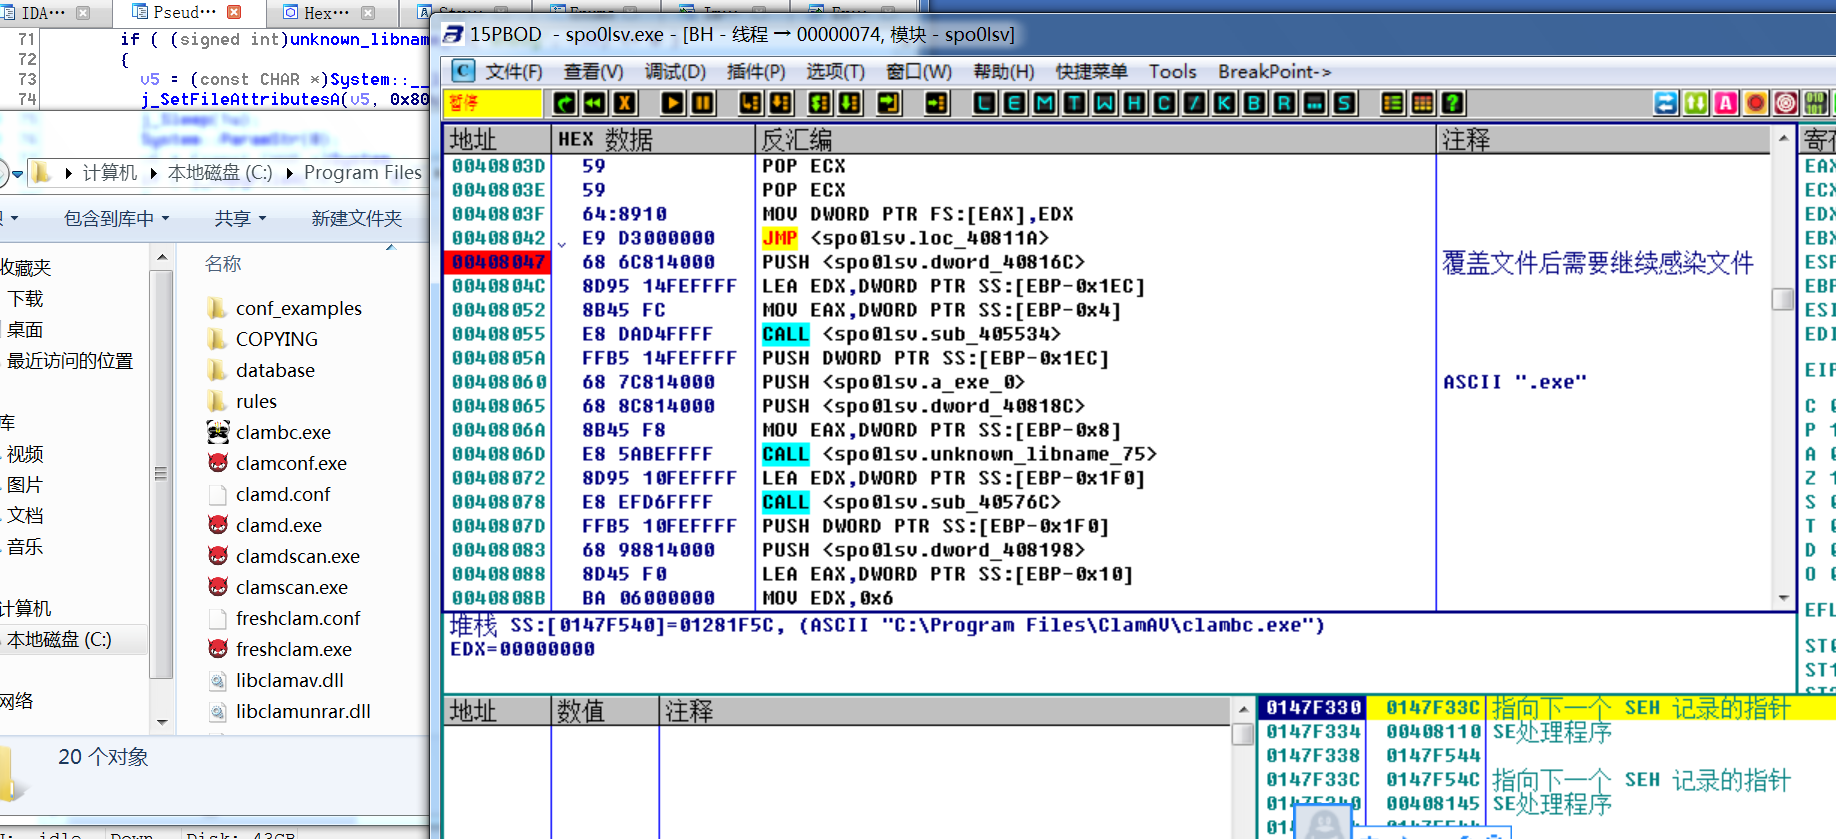 IDA···
Pseud···
Hex···
71 if ( (signed int)unknown_libnam
72 {
73 v5 = (const CHAR *)System::__
74 j_SetFileAttributesA(v5, 0x80
计算机 本地磁盘 (C:) Program Files
包含到库中 共享 新建文件夹
收藏夹
下载
桌面
最近访问的位置
库
视频
图片
文档
音乐
计算机
本地磁盘 (C:)
网络
名称
conf_examples
COPYING
database
rules
clambc.exe
clamconf.exe
clamd.conf
clamd.exe
clamdscan.exe
clamscan.exe
freshclam.conf
freshclam.exe
libclamav.dll
libclamunrar.dll
20 个对象
15PBOD - spo0lsv.exe - [BH - 线程 → 00000074, 模块 - spo0lsv]
C 文件(F) 查看(V) 调试(D) 插件(P) 选项(T) 窗口(W) 帮助(H) 快捷菜单 Tools BreakPoint->
暂停 L E M T W H C / K B R ... S
地址 HEX 数据 反汇编 注释
0040803D 59 POP ECX
0040803E 59 POP ECX
0040803F 64:8910 MOV DWORD PTR FS:[EAX],EDX
00408042 E9 D3000000 JMP <spo0lsv.loc_40811A>
00408047 68 6C814000 PUSH <spo0lsv.dword_40816C> 覆盖文件后需要继续感染文件
0040804C 8D95 14FEFFFF LEA EDX,DWORD PTR SS:[EBP-0x1EC]
00408052 8B45 FC MOV EAX,DWORD PTR SS:[EBP-0x4]
00408055 E8 DAD4FFFF CALL <spo0lsv.sub_405534>
0040805A FFB5 14FEFFFF PUSH DWORD PTR SS:[EBP-0x1EC]
00408060 68 7C814000 PUSH <spo0lsv.a_exe_0> ASCII ".exe"
00408065 68 8C814000 PUSH <spo0lsv.dword_40818C>
0040806A 8B45 F8 MOV EAX,DWORD PTR SS:[EBP-0x8]
0040806D E8 5ABEFFFF CALL <spo0lsv.unknown_libname_75>
00408072 8D95 10FEFFFF LEA EDX,DWORD PTR SS:[EBP-0x1F0]
00408078 E8 EFD6FFFF CALL <spo0lsv.sub_40576C>
0040807D FFB5 10FEFFFF PUSH DWORD PTR SS:[EBP-0x1F0]
00408083 68 98814000 PUSH <spo0lsv.dword_408198>
00408088 8D45 F0 LEA EAX,DWORD PTR SS:[EBP-0x10]
0040808B BA 06000000 MOV EDX,0x6
堆栈 SS:[0147F540]=01281F5C, (ASCII "C:\Program Files\ClamAV\clambc.exe")
EDX=00000000
地址 数值 注释
0147F330 0147F33C 指向下一个 SEH 记录的指针
0147F334 00408110 SE处理程序
0147F338 0147F544
0147F33C 0147F54C 指向下一个 SEH 记录的指针
0147F340 00408145 SE处理程序
EAX
ECX
EDX
EBX
ESP
EBP
ESI
EDI
EIP
C 0
P 1
A 0
Z 1
S 0
T 0
D 0
O 0
EFL
ST0
ST1